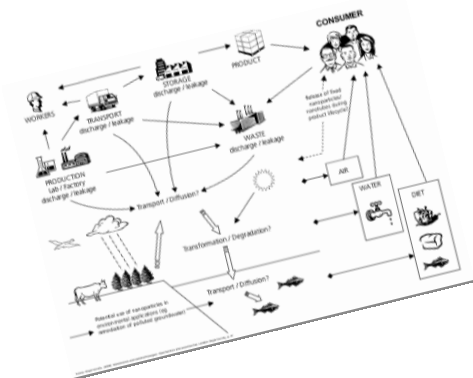 CONSUMER
PRODUCT
STORAGE
discharge / leakage
WORKERS
TRANSPORT
discharge / leakage
Release of fixed
nanoparticles/
nanotubes during
product lifecycle?
WASTE
discharge / leakage
PRODUCTION
Lab / Factory
discharge / leakage
AIR
WATER
DIET
Transport / Diffusion?
Transformation / Degradation?
Transport / Diffusion?
Potential use of nanoparticles in
environmental applications (eg
remediation of polluted groundwater)